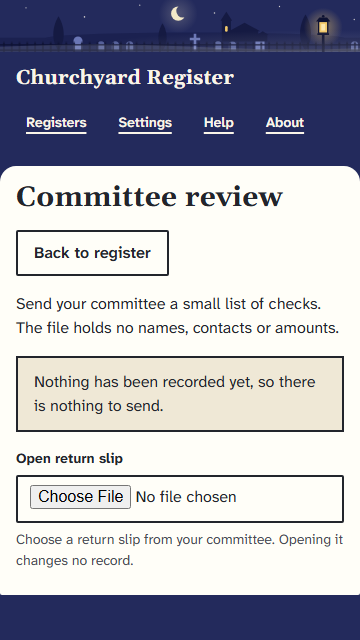 Churchyard Register
Registers Settings Help About
Committee review
Back to register
Send your committee a small list of checks.
The file holds no names, contacts or amounts.
Nothing has been recorded yet, so there
is nothing to send.
Open return slip
Choose File No file chosen
Choose a return slip from your committee. Opening it
changes no record.